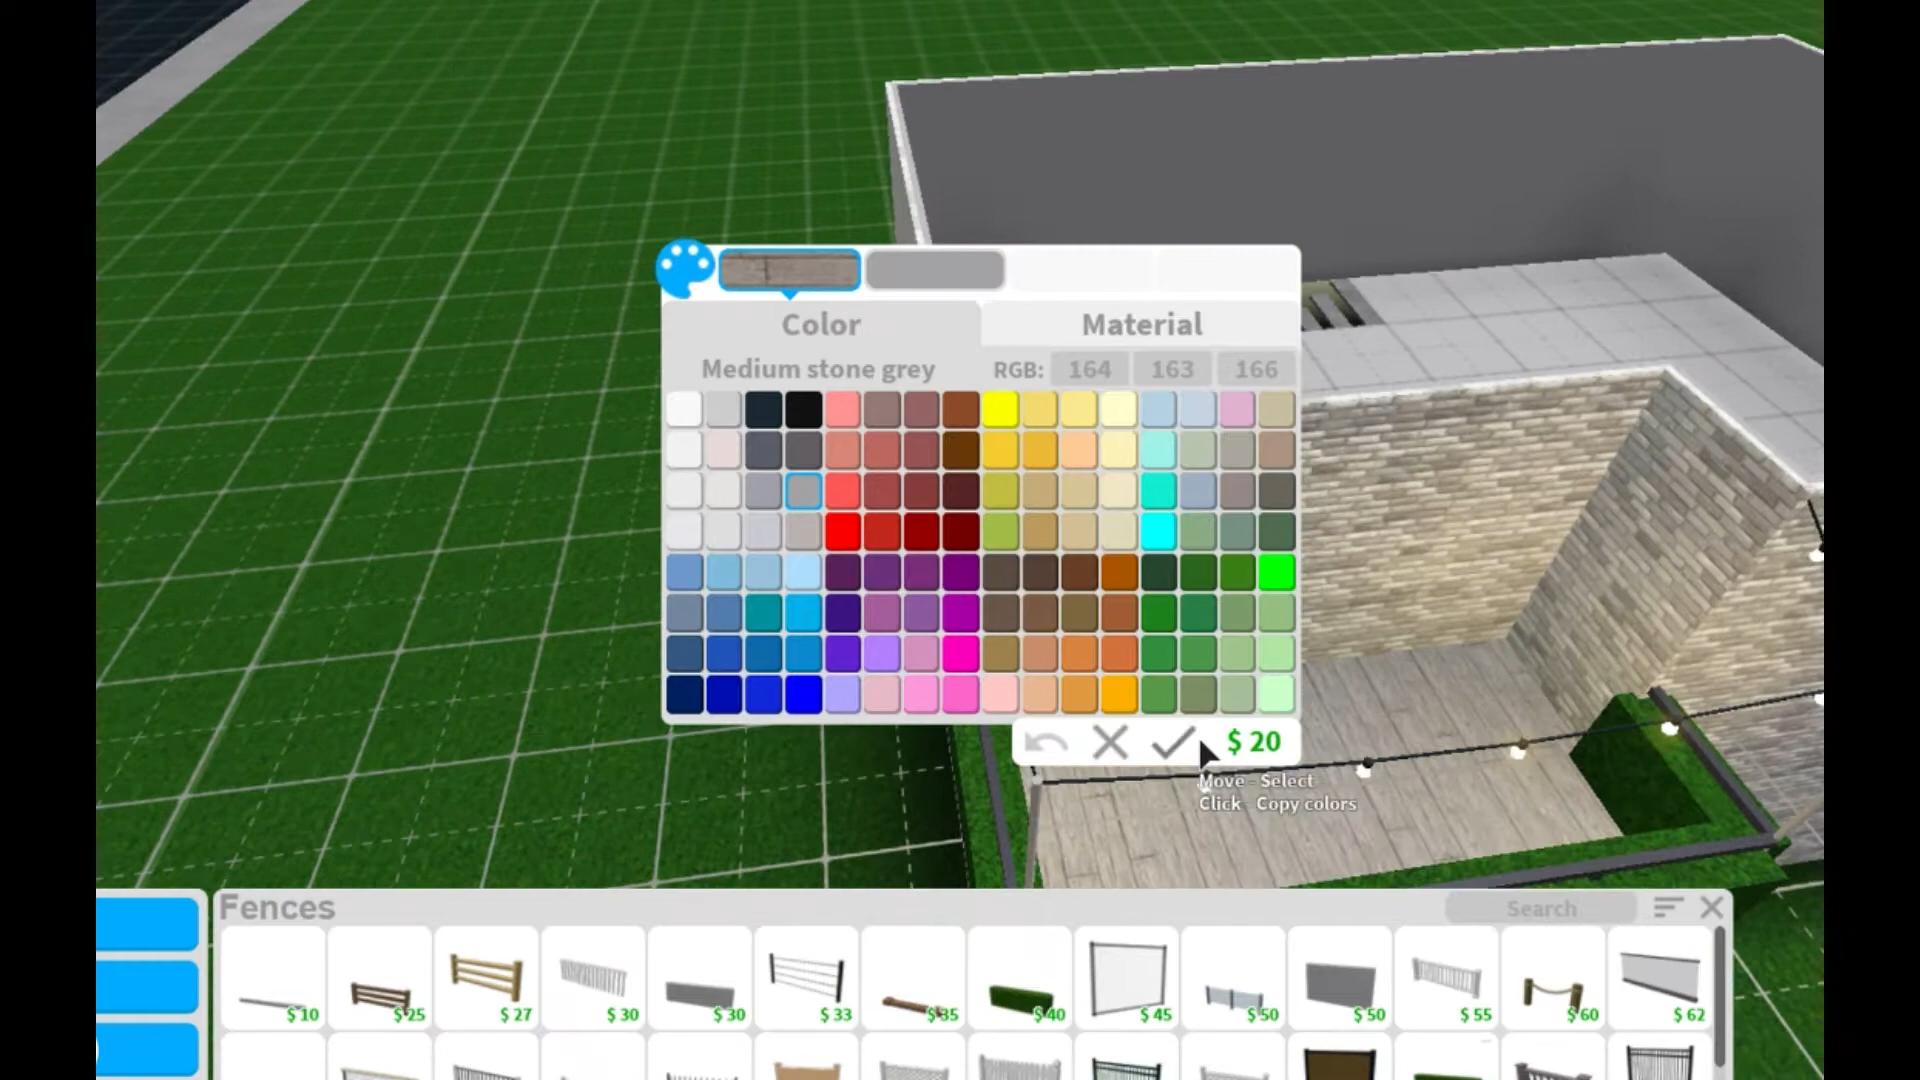 Color
Material
Medium stone grey
RGB: 164 163 166
$ 20
Move - Select
Click - Copy colors
Fences
Search
$ 10
$ 25
$ 27
$ 30
$ 30
$ 33
$ 35
$ 40
$ 45
$ 50
$ 50
$ 55
$ 60
$ 62